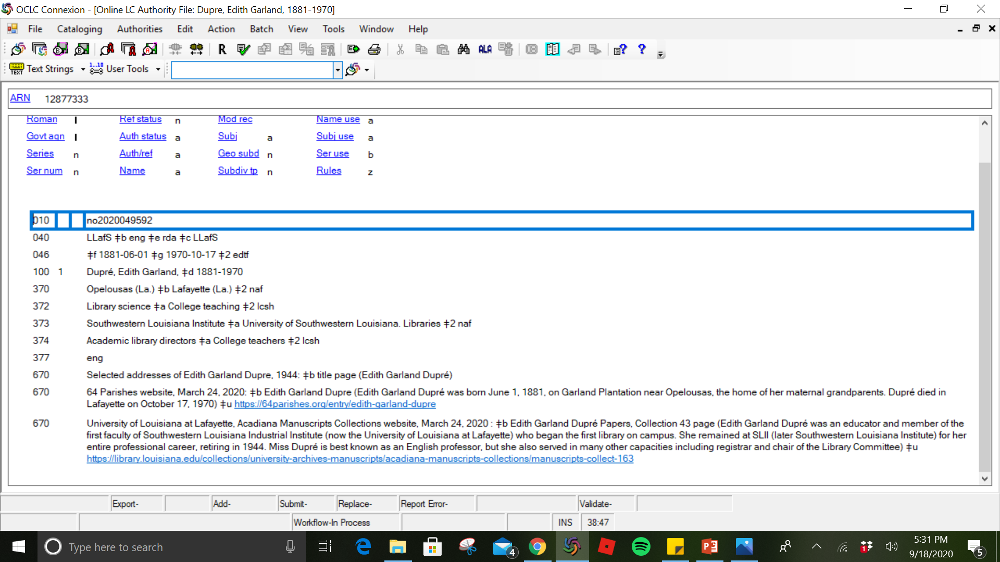 OCLC Connexion - [Online LC Authority File: Dupre, Edith Garland, 1881-1970]
File Cataloging Authorities Edit Action Batch View Tools Window Help
R ALA
Text Strings User Tools
ARN 12877333
Roman Ref status n Mod rec Name use a
Govt agn Auth status a Subj a Subj use a
Series n Auth/ref a Geo subd n Ser use b
Ser num n Name a Subdiv tp n Rules z
010 no2020049592
040 LLafS ‡b eng ‡e rda ‡c LLafS
046 ‡f 1881-06-01 ‡g 1970-10-17 ‡2 edtf
100 1 Dupré, Edith Garland, ‡d 1881-1970
370 Opelousas (La.) ‡b Lafayette (La.) ‡2 naf
372 Library science ‡a College teaching ‡2 lcsh
373 Southwestern Louisiana Institute ‡a University of Southwestern Louisiana. Libraries ‡2 naf
374 Academic library directors ‡a College teachers ‡2 lcsh
377 eng
670 Selected addresses of Edith Garland Dupre, 1944: ‡b title page (Edith Garland Dupré)
670 64 Parishes website, March 24, 2020: ‡b Edith Garland Dupre (Edith Garland Dupré was born June 1, 1881, on Garland Plantation near Opelousas, the home of her maternal grandparents. Dupré died in
Lafayette on October 17, 1970) ‡u https://64parishes.org/entry/edith-garland-dupre
670 University of Louisiana at Lafayette, Acadiana Manuscripts Collections website, March 24, 2020 : ‡b Edith Garland Dupré Papers, Collection 43 page (Edith Garland Dupré was an educator and member of the
first faculty of Southwestern Louisiana Industrial Institute (now the University of Louisiana at Lafayette) who began the first library on campus. She remained at SLII (later Southwestern Louisiana Institute) for her
entire professional career, retiring in 1944. Miss Dupré is best known as an English professor, but she also served in many other capacities including registrar and chair of the Library Committee) ‡u
https://library.louisiana.edu/collections/university-archives-manuscripts/acadiana-manuscripts-collections/manuscripts-collect-163
Export- Add- Submit- Replace- Report Error- Validate-
Workflow-In Process INS 38:47
Type here to search
4
1
5:31 PM
9/18/2020
5